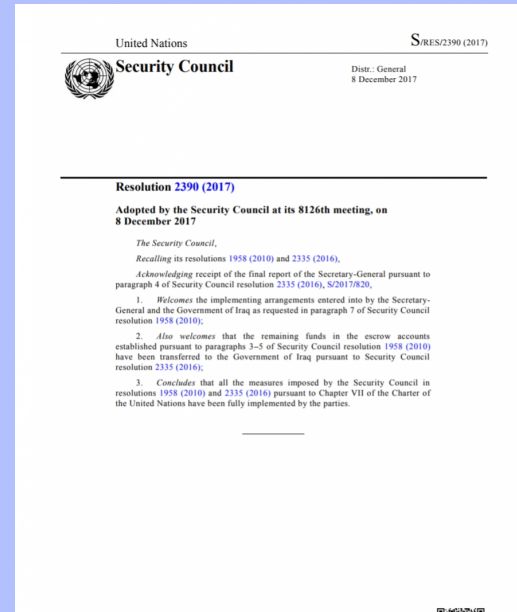 United Nations
S/RES/2390 (2017)
Security Council
Distr.: General
8 December 2017
Resolution 2390 (2017)
Adopted by the Security Council at its 8126th meeting, on
8 December 2017
The Security Council,
Recalling its resolutions 1958 (2010) and 2335 (2016),
Acknowledging receipt of the final report of the Secretary-General pursuant to
paragraph 4 of Security Council resolution 2335 (2016), S/2017/820,
1. Welcomes the implementing arrangements entered into by the Secretary-
General and the Government of Iraq as requested in paragraph 7 of Security Council
resolution 1958 (2010);
2. Also welcomes that the remaining funds in the escrow accounts
established pursuant to paragraphs 3–5 of Security Council resolution 1958 (2010)
have been transferred to the Government of Iraq pursuant to Security Council
resolution 2335 (2016);
3. Concludes that all the measures imposed by the Security Council in
resolutions 1958 (2010) and 2335 (2016) pursuant to Chapter VII of the Charter of
the United Nations have been fully implemented by the parties.